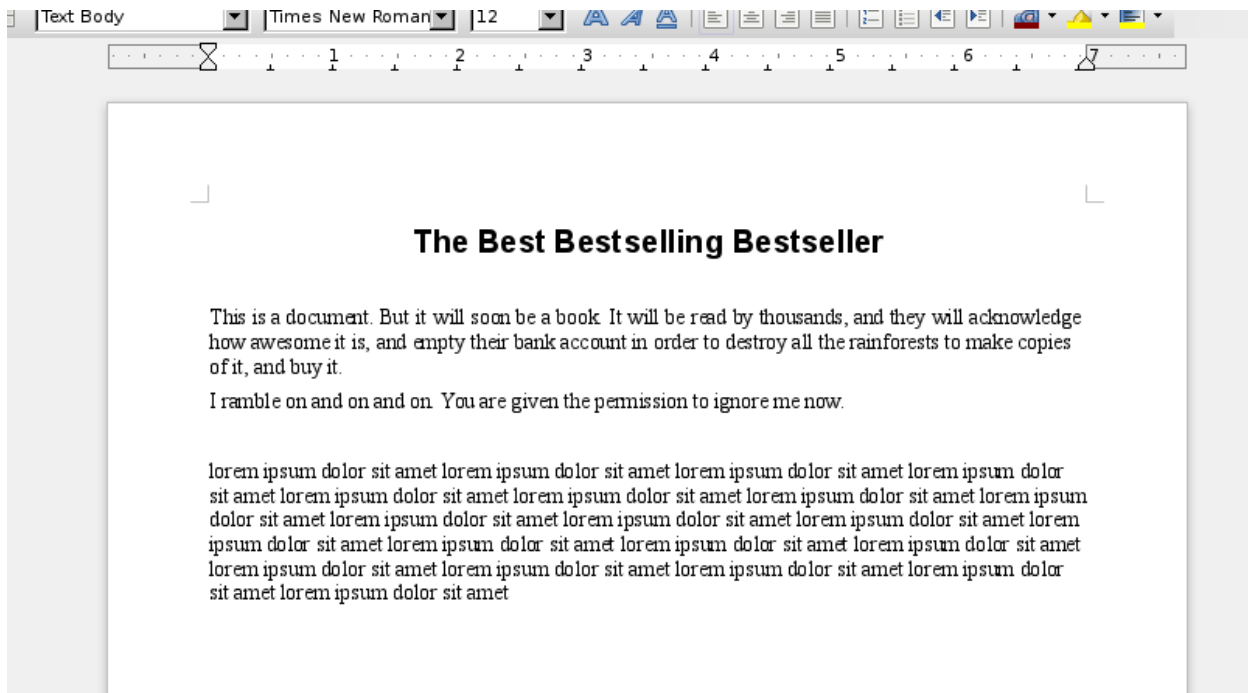 Text Body Times New Roman 12
1 2 3 4 5 6 7
The Best Bestselling Bestseller
This is a document. But it will soon be a book. It will be read by thousands, and they will acknowledge
how awesome it is, and empty their bank account in order to destroy all the rainforests to make copies
of it, and buy it.
I ramble on and on and on. You are given the permission to ignore me now.
lorem ipsum dolor sit amet lorem ipsum dolor sit amet lorem ipsum dolor sit amet lorem ipsum dolor
sit amet lorem ipsum dolor sit amet lorem ipsum dolor sit amet lorem ipsum dolor sit amet lorem ipsum
dolor sit amet lorem ipsum dolor sit amet lorem ipsum dolor sit amet lorem ipsum dolor sit amet lorem
ipsum dolor sit amet lorem ipsum dolor sit amet lorem ipsum dolor sit amet lorem ipsum dolor sit amet
lorem ipsum dolor sit amet lorem ipsum dolor sit amet lorem ipsum dolor sit amet lorem ipsum dolor
sit amet lorem ipsum dolor sit amet